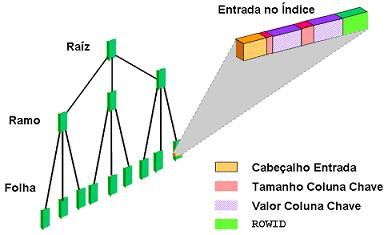 Entrada no Índice
Raíz
Ramo
Folha
Cabeçalho Entrada
Tamanho Coluna Chave
Valor Coluna Chave
ROWID